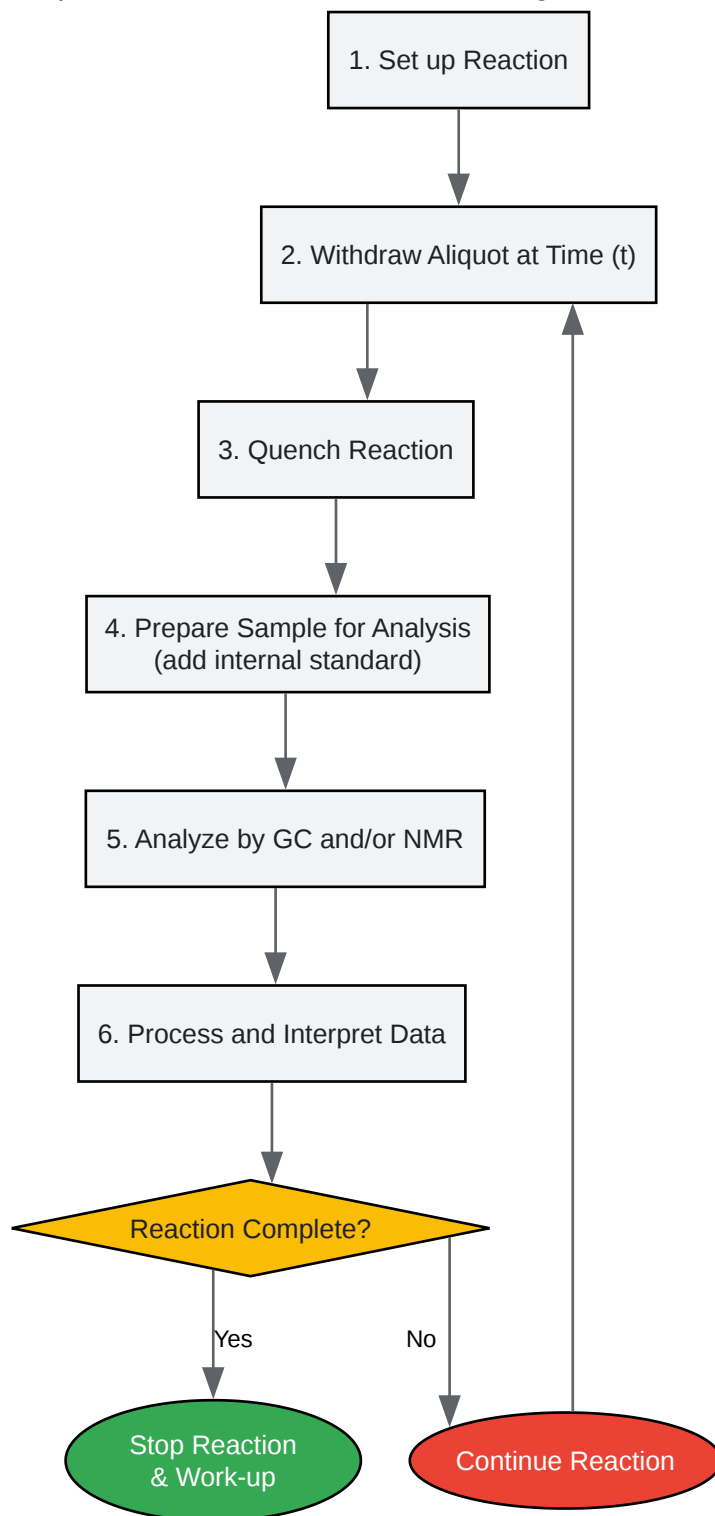 1. Set up Reaction
2. Withdraw Aliquot at Time (t)
3. Quench Reaction
4. Prepare Sample for Analysis
(add internal standard)
5. Analyze by GC and/or NMR
6. Process and Interpret Data
Reaction Complete?
Yes
No
Stop Reaction
& Work-up
Continue Reaction